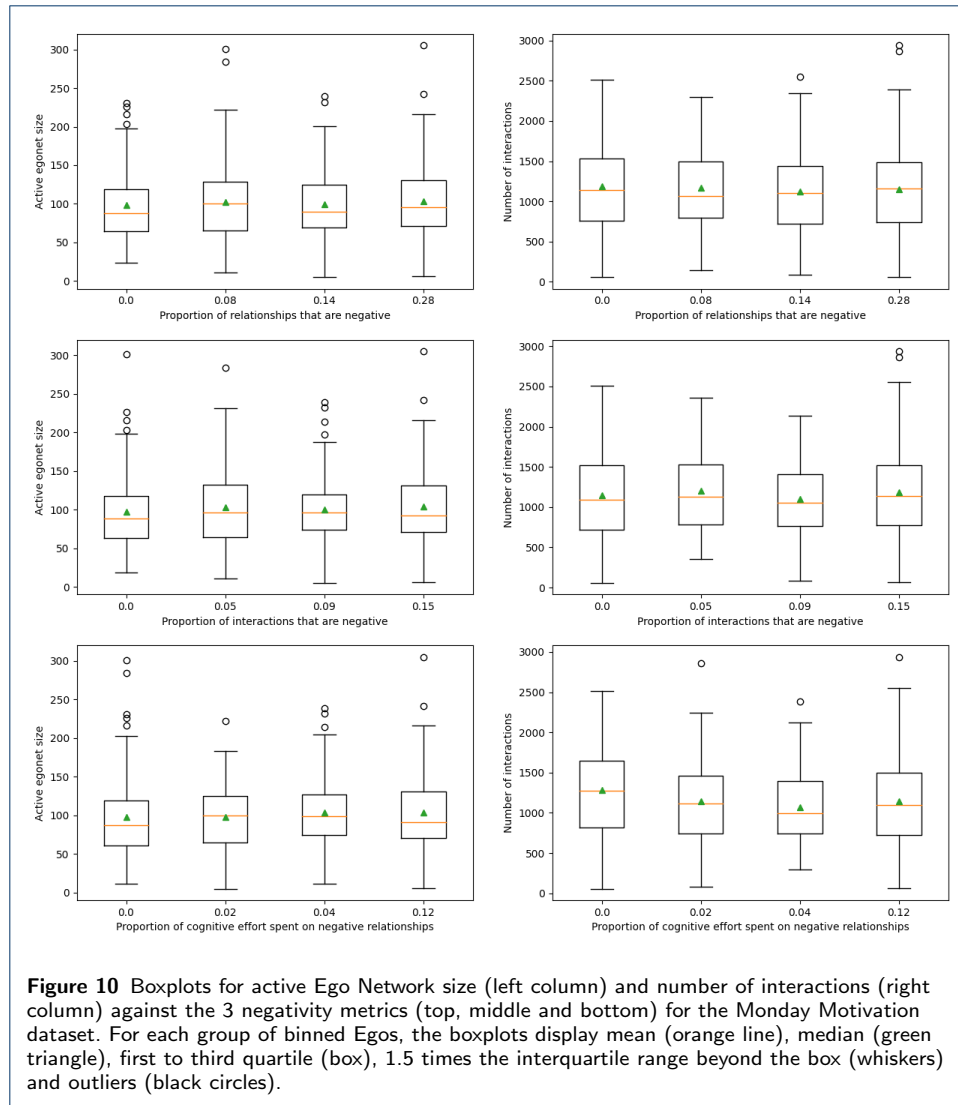 300
250
200
150
100
50
0
Active egonet size
0.0 0.08 0.14 0.28
Proportion of relationships that are negative
3000
2500
2000
1500
1000
500
0
Number of interactions
0.0 0.08 0.14 0.28
Proportion of relationships that are negative
300
250
200
150
100
50
0
Active egonet size
0.0 0.05 0.09 0.15
Proportion of interactions that are negative
3000
2500
2000
1500
1000
500
0
Number of interactions
0.0 0.05 0.09 0.15
Proportion of interactions that are negative
300
250
200
150
100
50
0
Active egonet size
0.0 0.02 0.04 0.12
Proportion of cognitive effort spent on negative relationships
3000
2500
2000
1500
1000
500
0
Number of interactions
0.0 0.02 0.04 0.12
Proportion of cognitive effort spent on negative relationships
Figure 10 Boxplots for active Ego Network size (left column) and number of interactions (right
column) against the 3 negativity metrics (top, middle and bottom) for the Monday Motivation
dataset. For each group of binned Egos, the boxplots display mean (orange line), median (green
triangle), first to third quartile (box), 1.5 times the interquartile range beyond the box (whiskers)
and outliers (black circles).